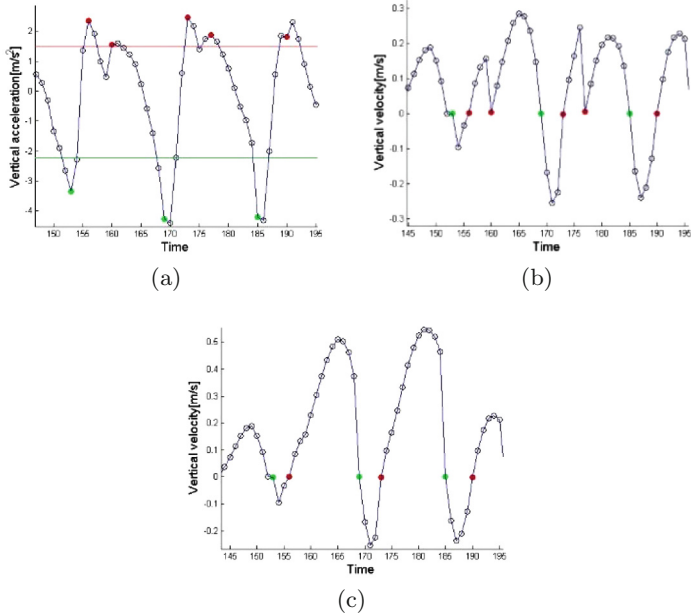 Vertical acceleration[m/s²]
2
1
0
-1
-2
-3
-4
150 155 160 165 170 175 180 185 190 195
Time
(a)
Vertical velocity[m/s]
0.3
0.2
0.1
0
-0.1
-0.2
-0.3
145 150 155 160 165 170 175 180 185 190 195
Time
(b)
Vertical velocity[m/s]
0.5
0.4
0.3
0.2
0.1
0
-0.1
-0.2
145 150 155 160 165 170 175 180 185 190 195
Time
(c)